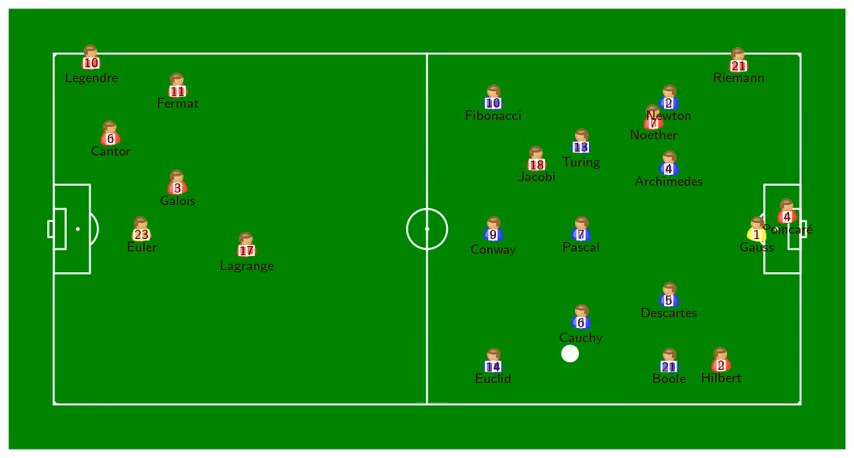 10
Legendre
21
Riemann
11
Fermat
10
Fibonacci
2
Newton
7
Noether
6
Cantor
13
Turing
18
Jacobi
4
Archimedes
3
Galois
4
Poincaré
23
Euler
17
Lagrange
9
Conway
7
Pascal
1
Gauss
5
Descartes
6
Cauchy
14
Euclid
21
Boole
2
Hilbert